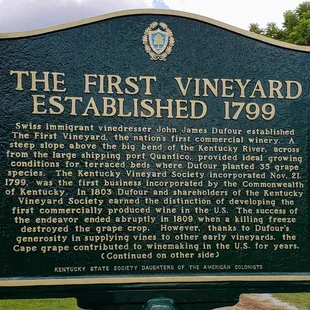 THE FIRST VINEYARD
ESTABLISHED 1799
Swiss immigrant vinedresser John James Dufour established
The First Vineyard, the nation's first commercial winery. A
steep slope above the big bend of the Kentucky River, across
from the large shipping port Quantico, provided ideal growing
conditions for terraced beds where Dufour planted 35 grape
species. The Kentucky Vineyard Society incorporated Nov. 21,
1799, was the first business incorporated by the Commonwealth
of Kentucky. In 1803 Dufour and shareholders of the Kentucky
Vineyard Society earned the distinction of developing the
first commercially produced wine in the U.S. The success of
the endeavor ended abruptly in 1809 when a killing freeze
destroyed the grape crop. However, thanks to Dufour's
generosity in supplying vines to other early vineyards, the
Cape grape contributed to winemaking in the U.S. for years.
(Continued on other side)
KENTUCKY STATE SOCIETY DAUGHTERS OF THE AMERICAN COLONISTS